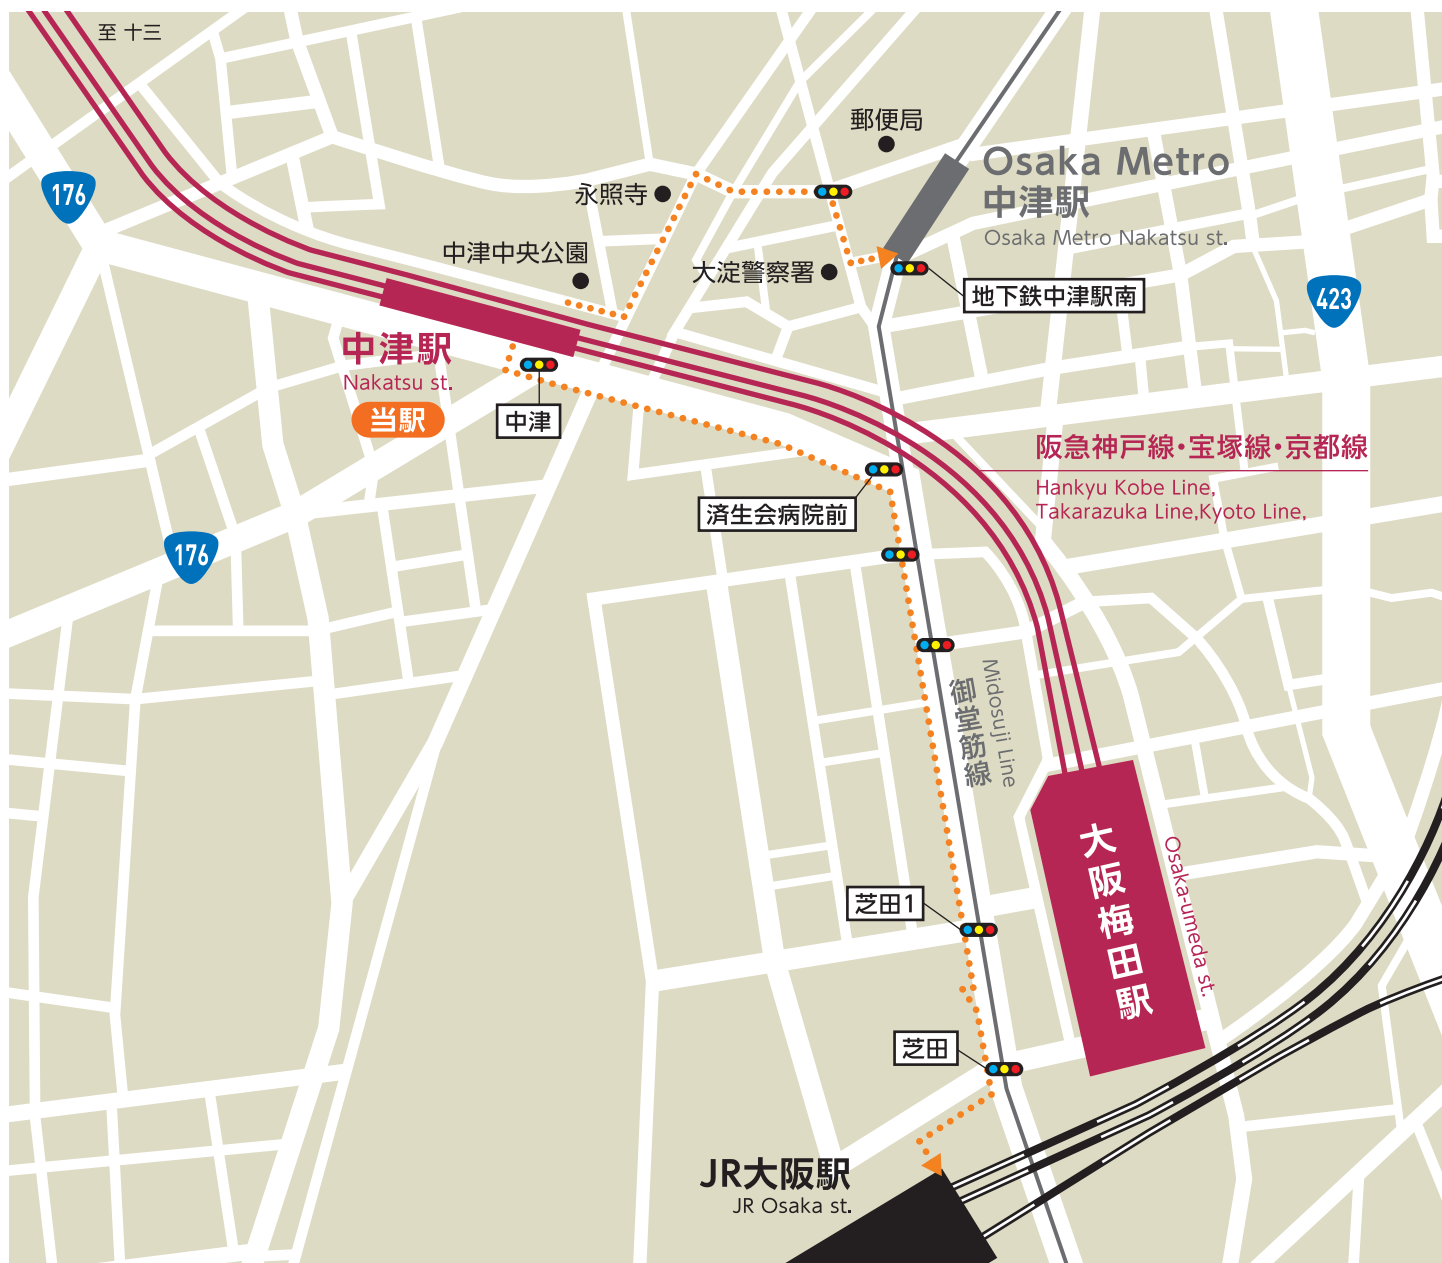 至 十三
郵便局
Osaka Metro
中津駅
Osaka Metro Nakatsu st.
176
永照寺
中津中央公園
大淀警察署
地下鉄中津駅南
423
中津駅
Nakatsu st.
当駅
中津
阪急神戸線・宝塚線・京都線
Hankyu Kobe Line,
Takarazuka Line,Kyoto Line,
済生会病院前
176
御堂筋線
Midosuji Line
大阪梅田駅
Osaka-umeda st.
芝田1
芝田
JR大阪駅
JR Osaka st.